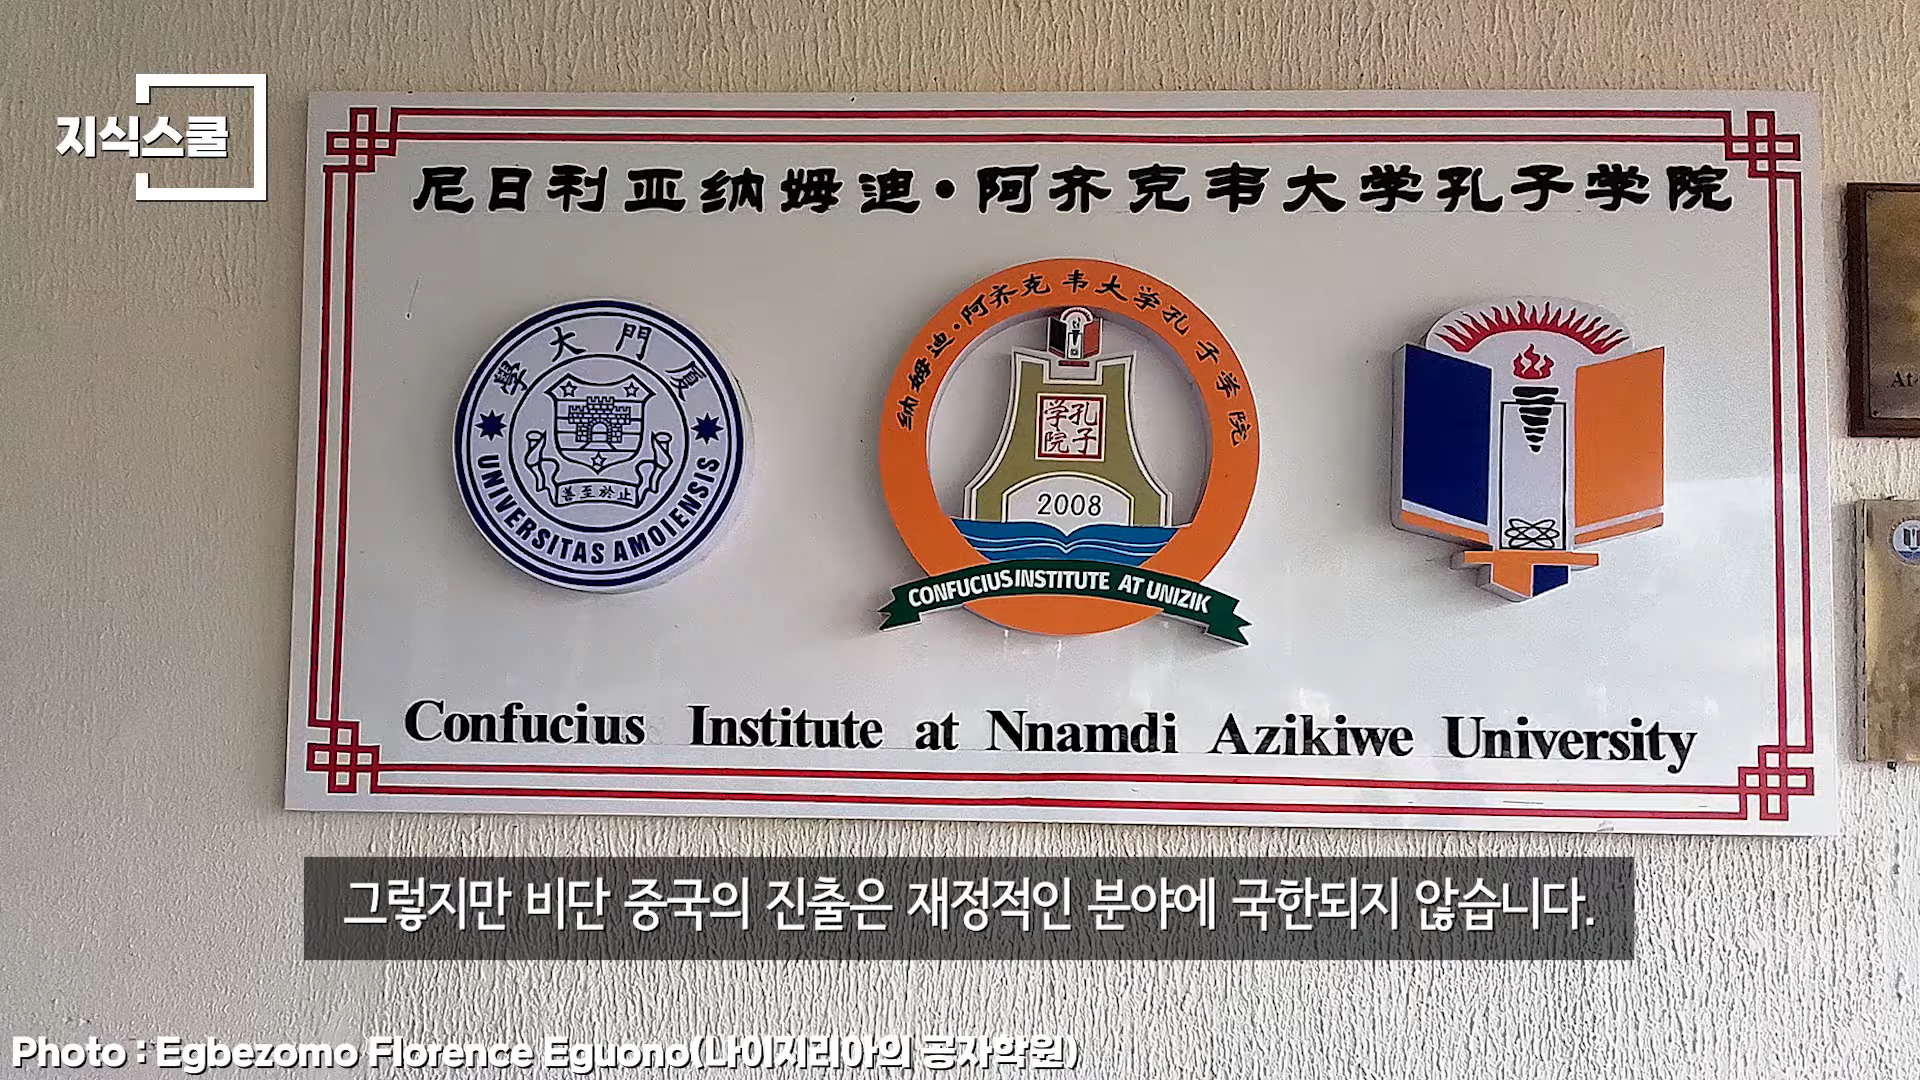 지식스쿨
尼日利亚纳姆迪·阿齐克韦大学孔子学院
學大門厦
止於至善
UNIVERSITAS AMOIENSIS
纳姆迪·阿齐克韦大学孔子学院
孔子学院
2008
CONFUCIUS INSTITUTE AT UNIZIK
Confucius Institute at Nnamdi Azikiwe University
At
그렇지만 비단 중국의 진출은 재정적인 분야에 국한되지 않습니다.
Photo : Egbezomo Florence Eguono(나이지리아의 공자학원)